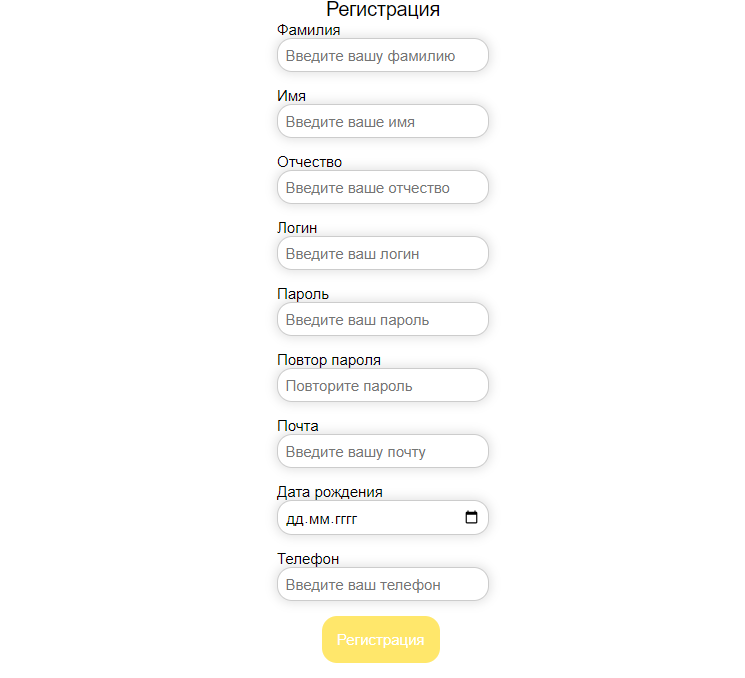 Регистрация
Фамилия
Введите вашу фамилию
Имя
Введите ваше имя
Отчество
Введите ваше отчество
Логин
Введите ваш логин
Пароль
Введите ваш пароль
Повтор пароля
Повторите пароль
Почта
Введите вашу почту
Дата рождения
дд.мм.гггг
Телефон
Введите ваш телефон
Регистрация